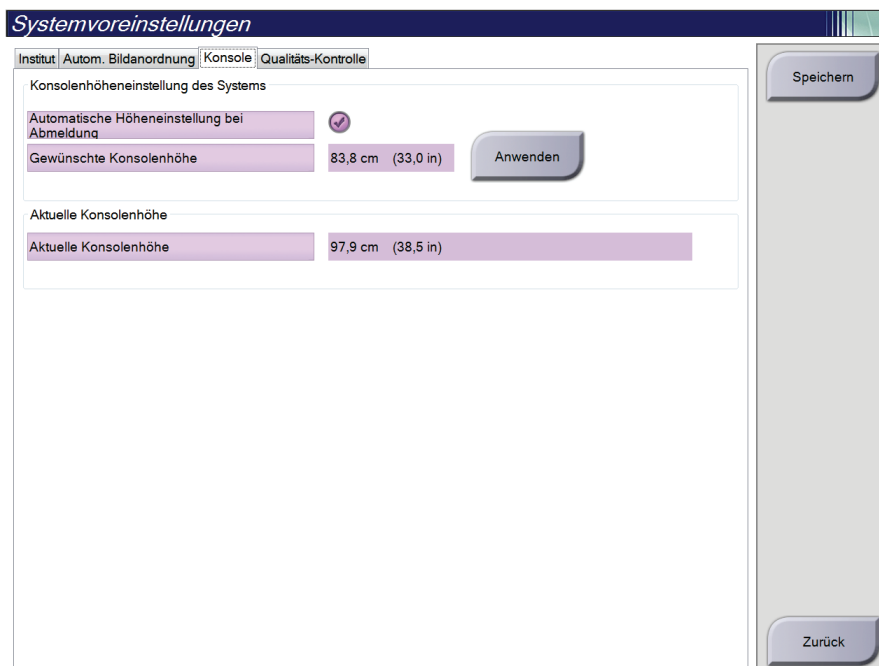 Systemvoreinstellungen
Institut Autom. Bildanordnung Konsole Qualitäts-Kontrolle
Speichern
Konsolenhöheneinstellung des Systems
Automatische Höheneinstellung bei
Abmeldung
Gewünschte Konsolenhöhe 83,8 cm (33,0 in) Anwenden
Aktuelle Konsolenhöhe
Aktuelle Konsolenhöhe 97,9 cm (38,5 in)
Zurück